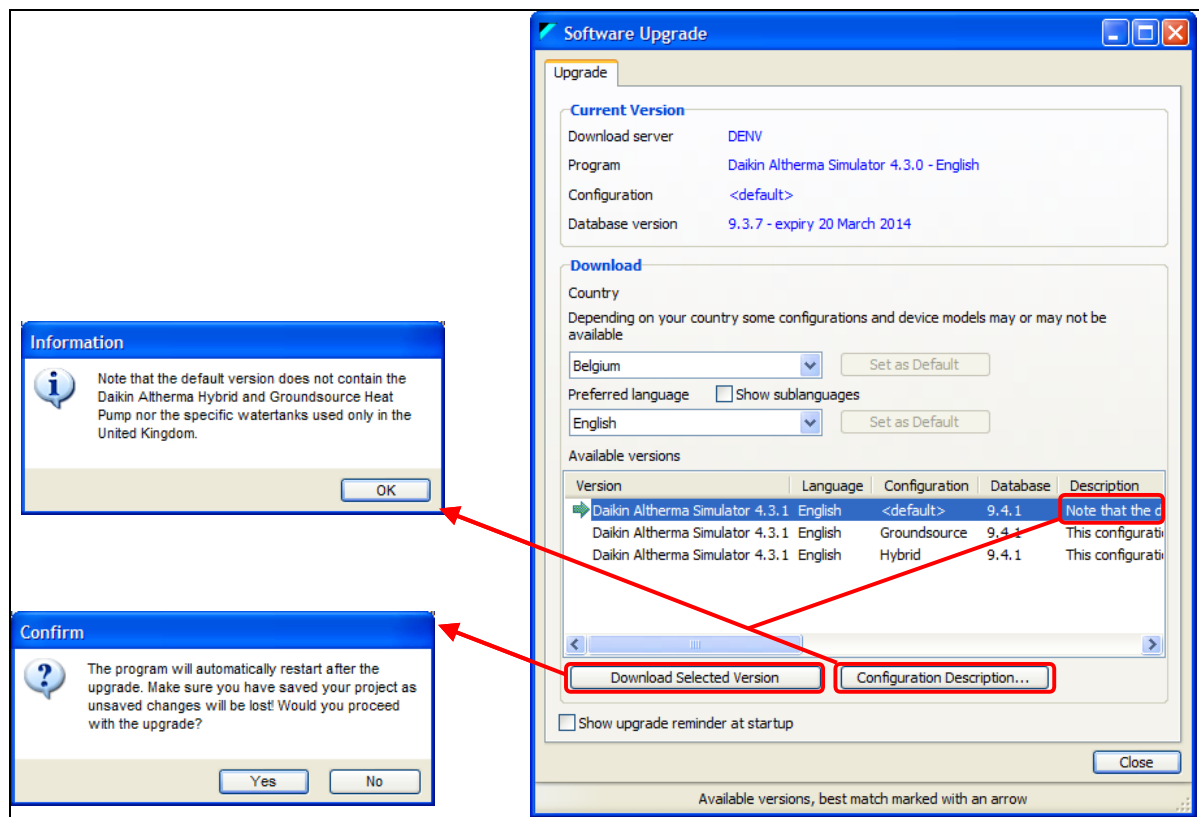 Software Upgrade
Upgrade
Current Version
Download server DENV
Program Daikin Altherma Simulator 4.3.0 - English
Configuration <default>
Database version 9.3.7 - expiry 20 March 2014
Download
Country
Depending on your country some configurations and device models may or may not be
available
Belgium Set as Default
Preferred language Show sublanguages
English Set as Default
Available versions
Version Language Configuration Database Description
Daikin Altherma Simulator 4.3.1 English <default> 9.4.1 Note that the d
Daikin Altherma Simulator 4.3.1 English Groundsource 9.4.1 This configurati
Daikin Altherma Simulator 4.3.1 English Hybrid 9.4.1 This configurati
Download Selected Version Configuration Description...
Show upgrade reminder at startup
Close
Available versions, best match marked with an arrow
Information
Note that the default version does not contain the
Daikin Altherma Hybrid and Groundsource Heat
Pump nor the specific watertanks used only in the
United Kingdom.
OK
Confirm
The program will automatically restart after the
upgrade. Make sure you have saved your project as
unsaved changes will be lost! Would you proceed
with the upgrade?
Yes No